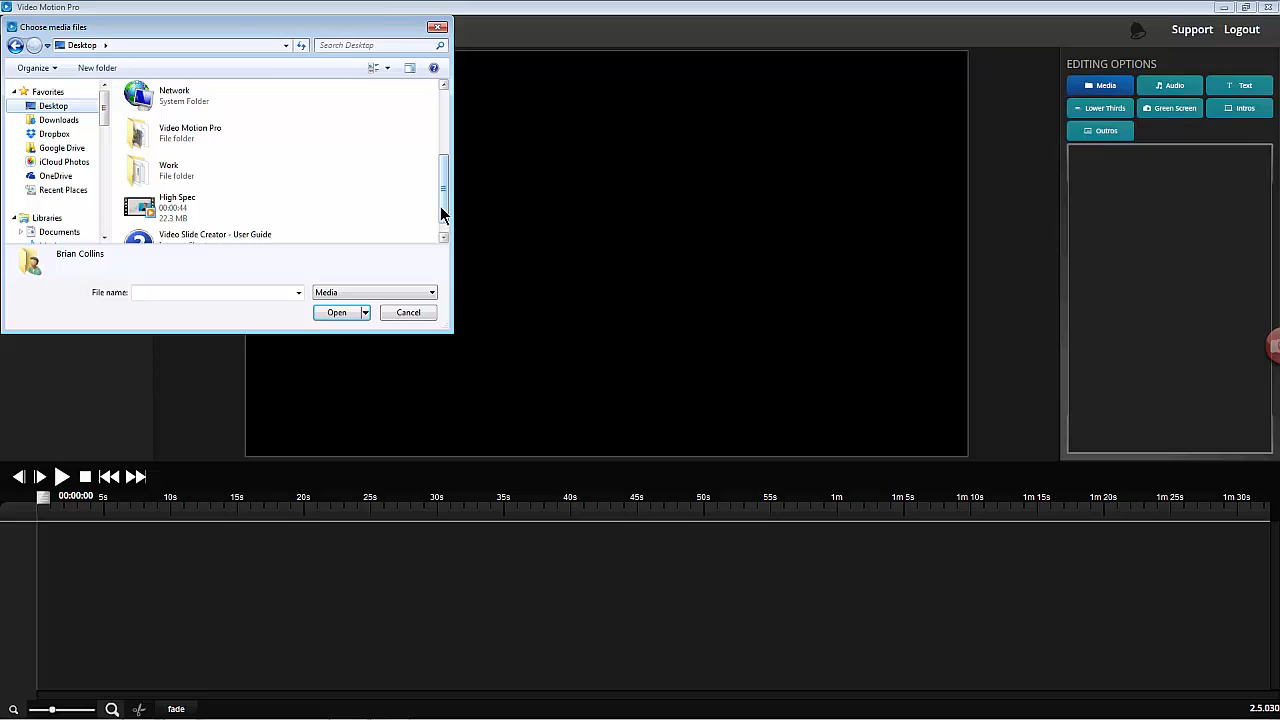 Video Motion Pro
Choose media files
Support
Logout
Desktop
Search Desktop
Organize
New folder
Favorites
Desktop
Downloads
Dropbox
Google Drive
iCloud Photos
OneDrive
Recent Places
Libraries
Documents
Network
System Folder
Video Motion Pro
File folder
Work
File folder
High Spec
00:00:44
22.3 MB
Video Slide Creator - User Guide
Brian Collins
File name:
Media
Open
Cancel
EDITING OPTIONS
Media
Audio
Text
Lower Thirds
Green Screen
Intros
Outros
00:00:00
5s
10s
15s
20s
25s
30s
35s
40s
45s
50s
55s
1m
1m 5s
1m 10s
1m 15s
1m 20s
1m 25s
1m 30s
fade
2.5.030